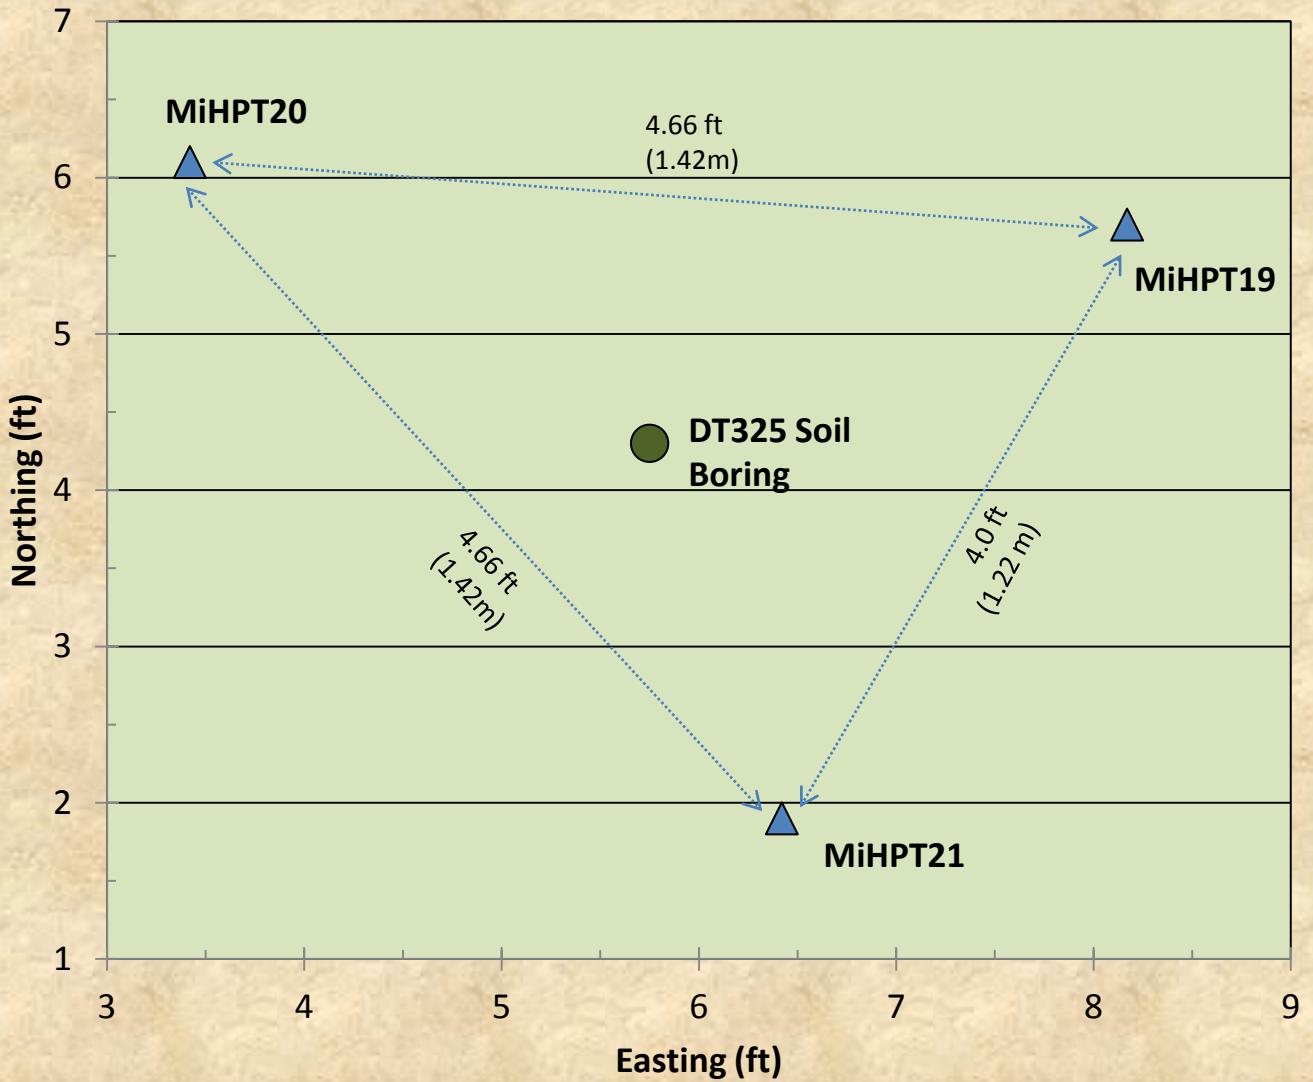 7
MiHPT20
4.66 ft
(1.42m)
6
MiHPT19
5
DT325 Soil
Boring
4
4.66 ft
(1.42m)
4.0 ft
(1.22 m)
3
2
MiHPT21
1
3 4 5 6 7 8 9
Northing (ft)
Easting (ft)